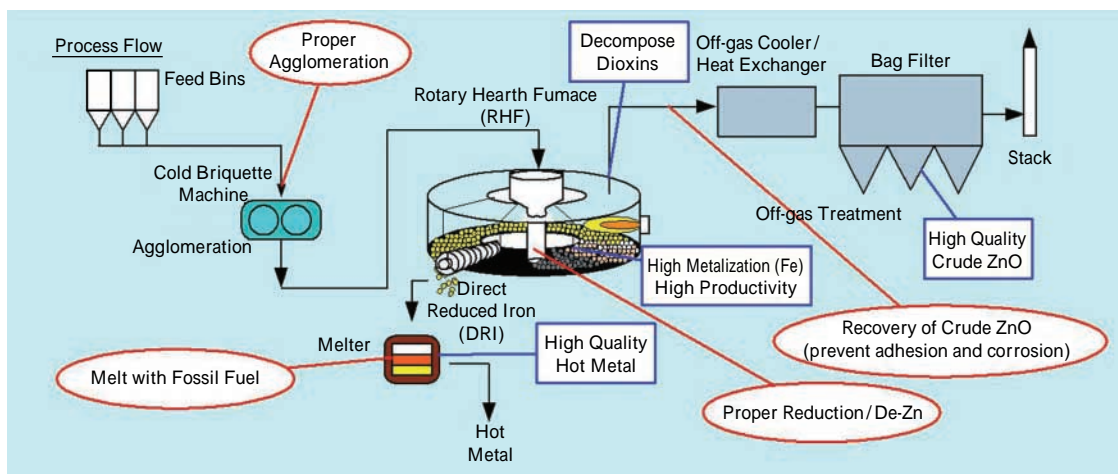 Process Flow
Feed Bins
Proper
Agglomeration
Cold Briquette
Machine
Agglomeration
Rotary Hearth Fumace
(RHF)
Decompose
Dioxins
Off-gas Cooler/
Heat Exchanger
Bag Filter
Stack
Off-gas Treatment
High Quality
Crude ZnO
High Metalization (Fe)
High Productivity
Direct
Reduced Iron
(DRI)
Melter
High Quality
Hot Metal
Recovery of Crude ZnO
(prevent adhesion and corrosion)
Melt with Fossil Fuel
Proper Reduction/De-Zn
Hot
Metal